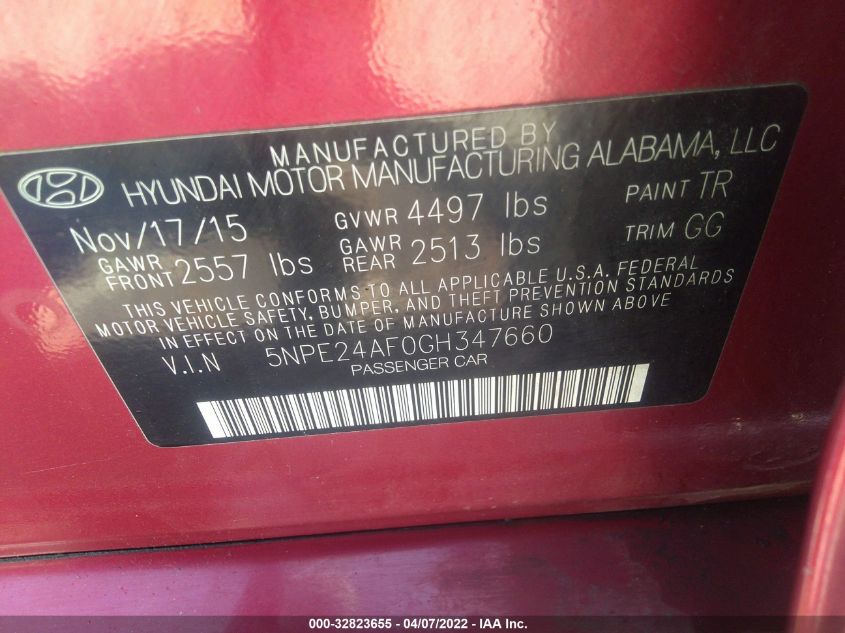 MANUFACTURED BY
HYUNDAI MOTOR MANUFACTURING ALABAMA, LLC
Nov/17/15 GVWR 4497 lbs PAINT TR
GAWR FRONT 2557 lbs GAWR REAR 2513 lbs TRIM GG
THIS VEHICLE CONFORMS TO ALL APPLICABLE U.S.A. FEDERAL
MOTOR VEHICLE SAFETY, BUMPER, AND THEFT PREVENTION STANDARDS
IN EFFECT ON THE DATE OF MANUFACTURE SHOWN ABOVE
V.I.N 5NPE24AF0GH347660
PASSENGER CAR
000-32823655 - 04/07/2022 - IAA Inc.